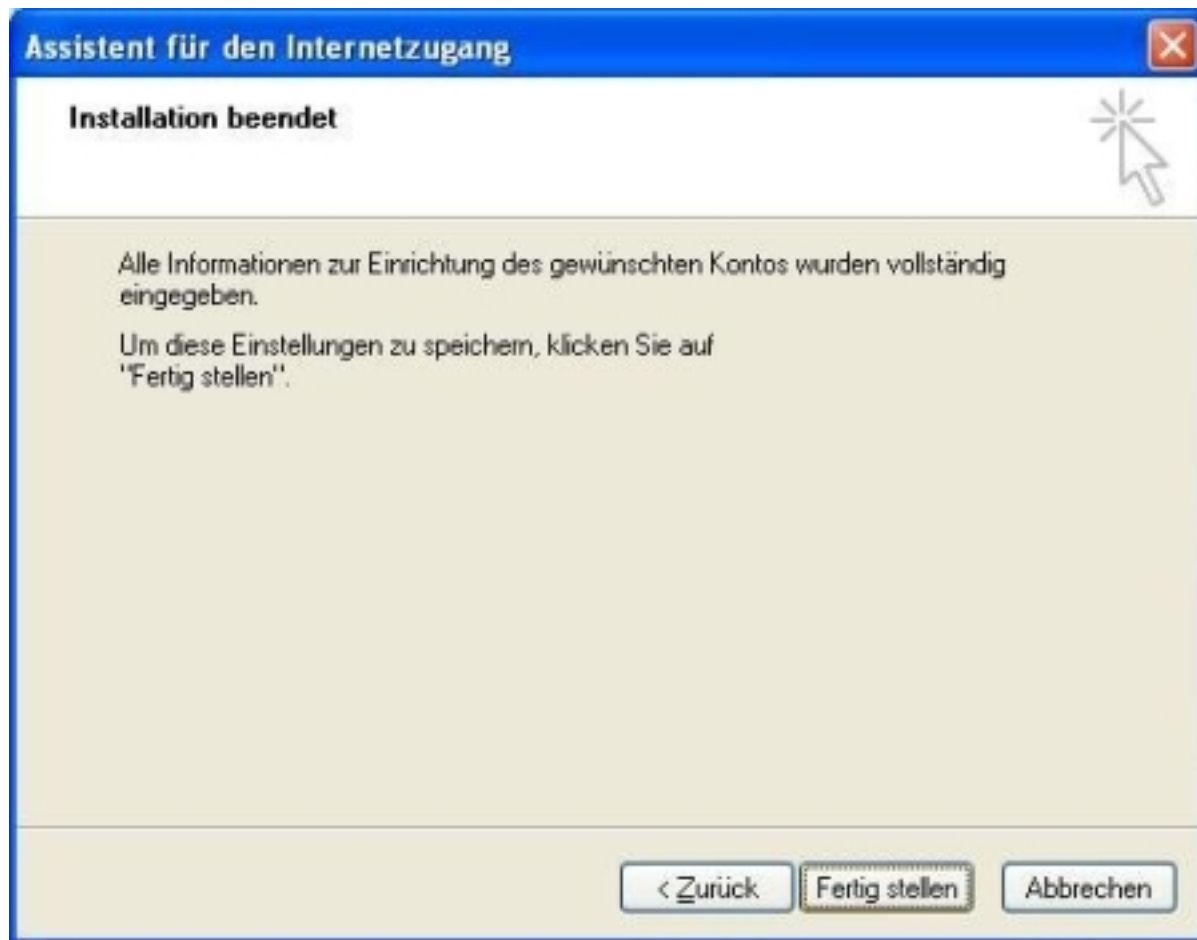 Assistent für den Internetzugang
Installation beendet
Alle Informationen zur Einrichtung des gewünschten Kontos wurden vollständig
eingegeben.
Um diese Einstellungen zu speichern, klicken Sie auf
"Fertig stellen".
< Zurück Fertig stellen Abbrechen